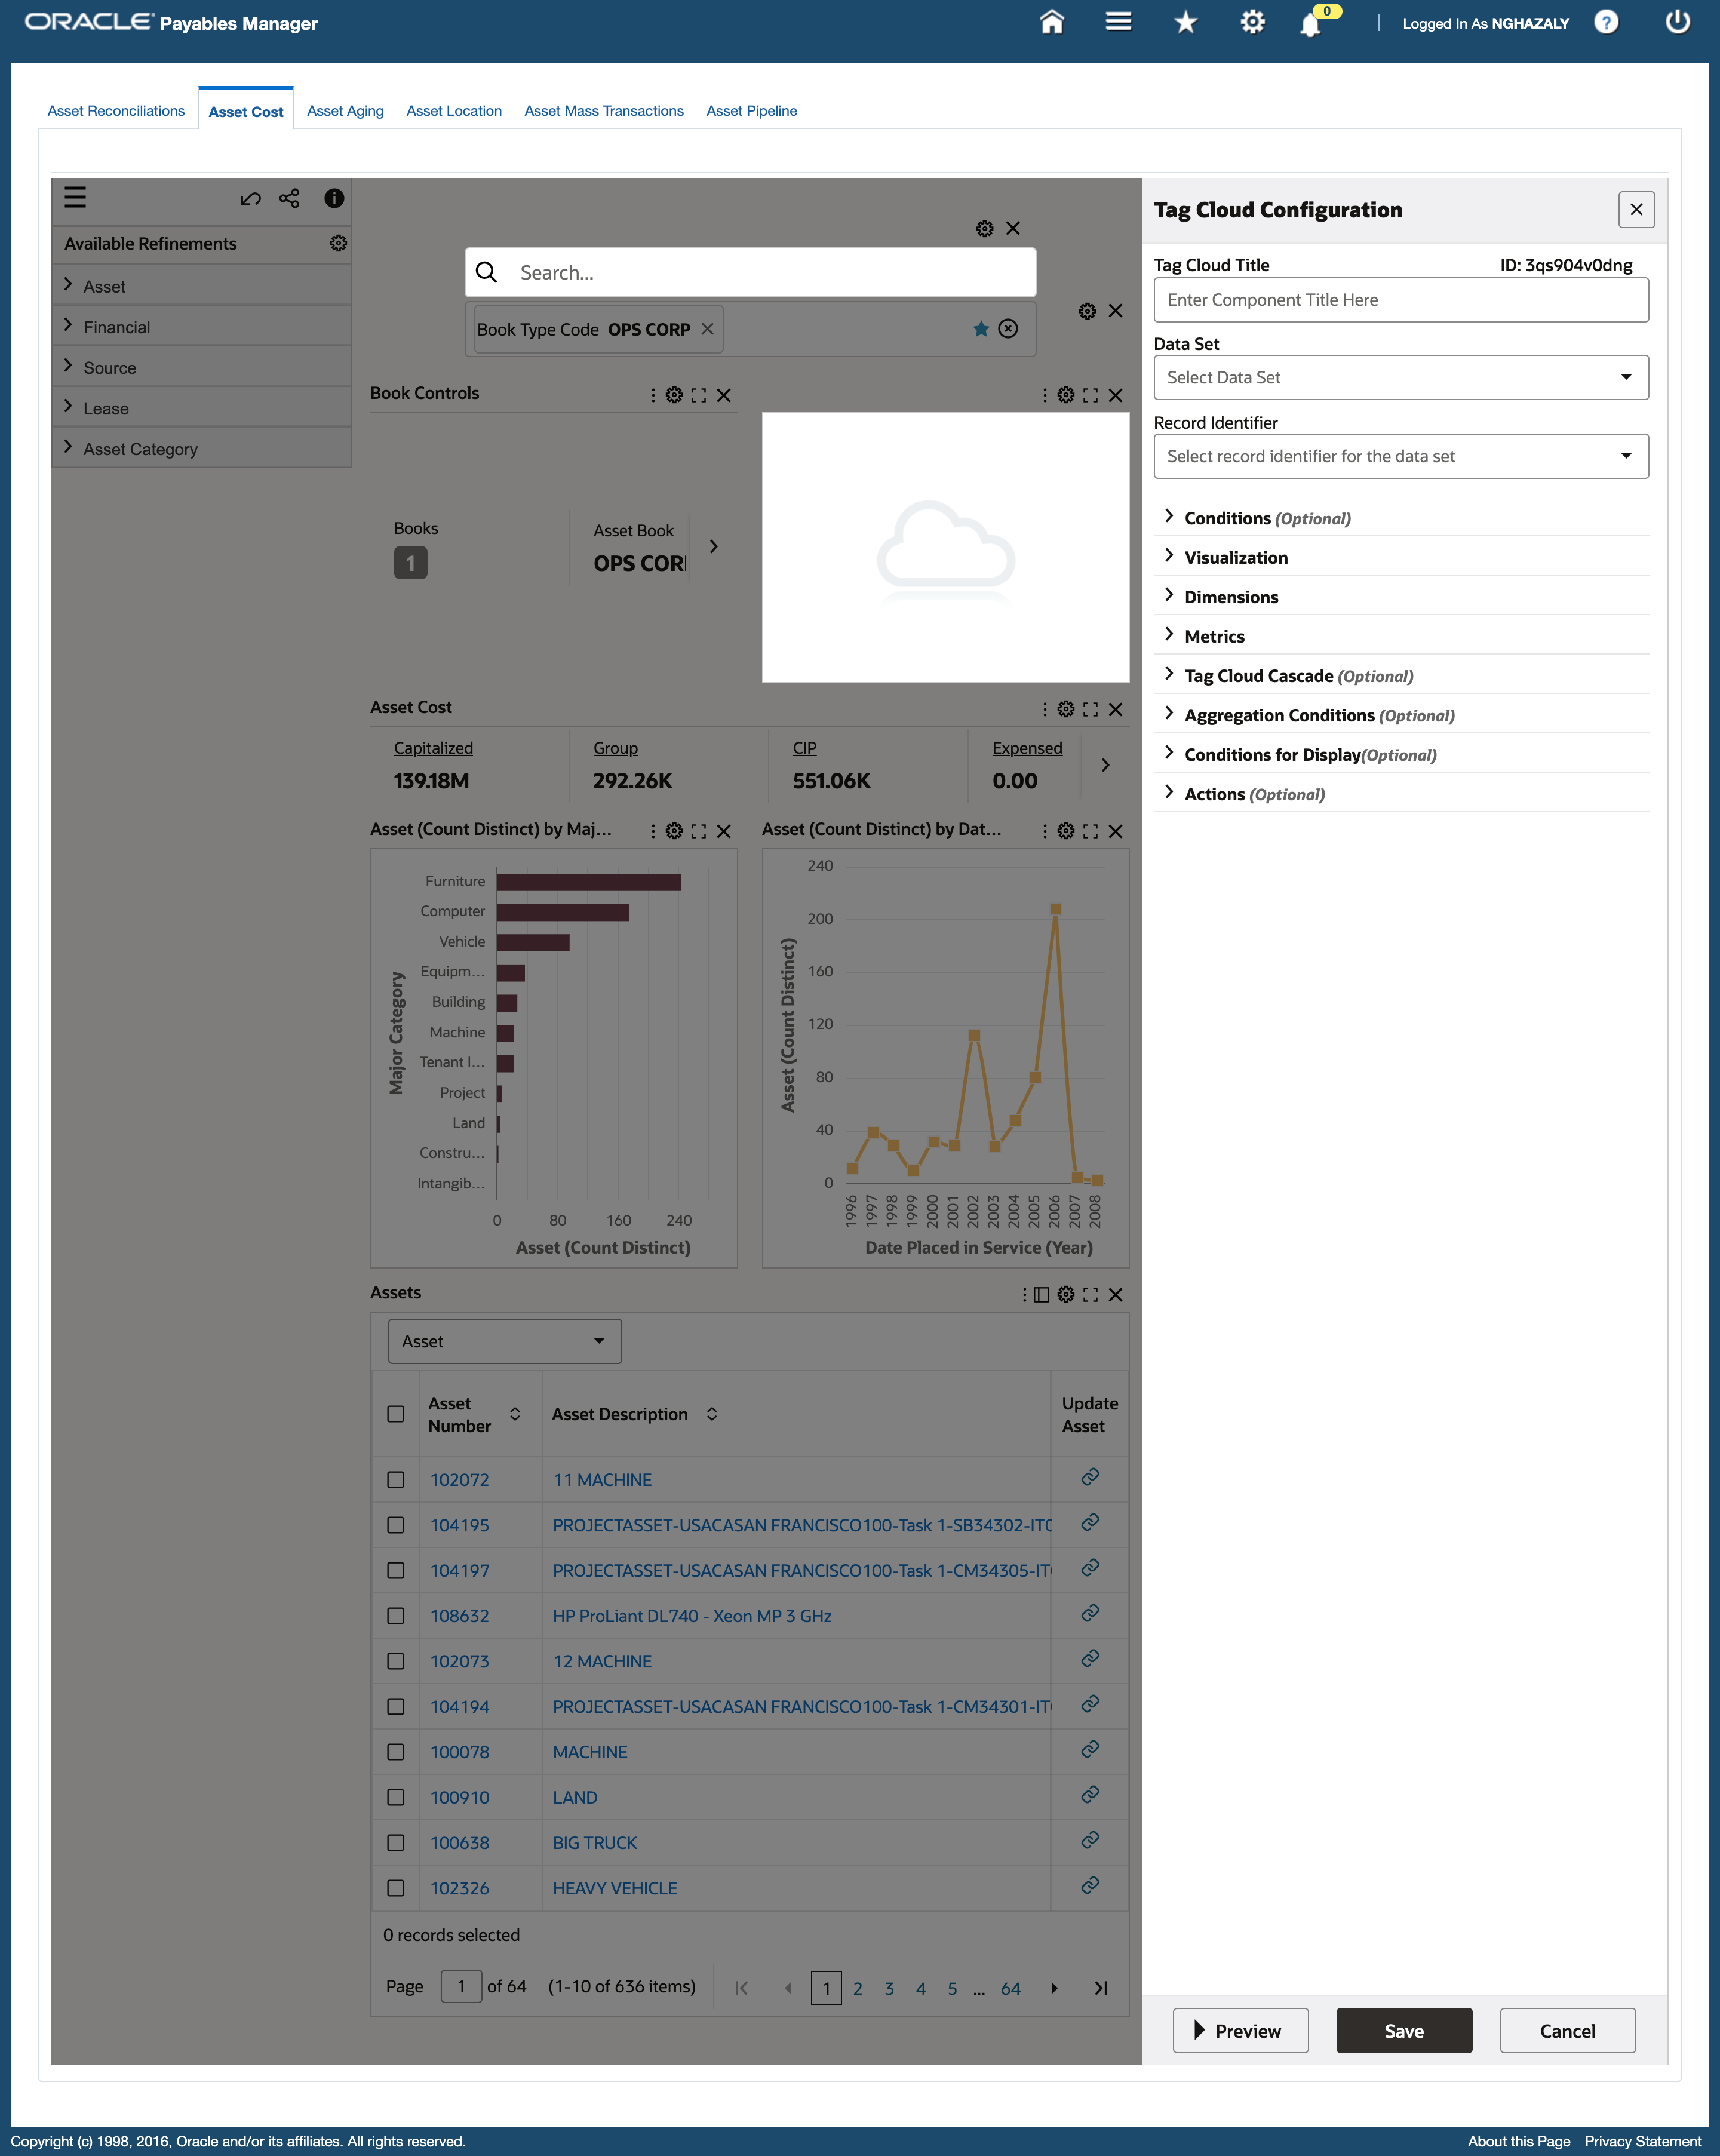 ORACLE Payables Manager
0
Logged In As NGHAZALY
?
Asset Reconciliations
Asset Cost
Asset Aging
Asset Location
Asset Mass Transactions
Asset Pipeline
Available Refinements
Asset
Financial
Source
Lease
Asset Category
Search...
Book Type Code OPS CORP
Book Controls
Books
1
Asset Book
OPS COR
Asset Cost
Capitalized
139.18M
Group
292.26K
CIP
551.06K
Expensed
0.00
Asset (Count Distinct) by Maj...
Major Category
Furniture
Computer
Vehicle
Equipm...
Building
Machine
Tenant I...
Project
Land
Constru...
Intangib...
0 80 160 240
Asset (Count Distinct)
Asset (Count Distinct) by Dat...
Asset (Count Distinct)
240
200
160
120
80
40
0
1996 1997 1998 1999 2000 2001 2002 2003 2004 2005 2006 2007 2008
Date Placed in Service (Year)
Assets
Asset
Asset Number
Asset Description
Update Asset
102072 11 MACHINE
104195 PROJECTASSET-USACASAN FRANCISCO100-Task 1-SB34302-IT0
104197 PROJECTASSET-USACASAN FRANCISCO100-Task 1-CM34305-IT
108632 HP ProLiant DL740 - Xeon MP 3 GHz
102073 12 MACHINE
104194 PROJECTASSET-USACASAN FRANCISCO100-Task 1-CM34301-IT
100078 MACHINE
100910 LAND
100638 BIG TRUCK
102326 HEAVY VEHICLE
0 records selected
Page 1 of 64 (1-10 of 636 items) 1 2 3 4 5 ... 64
Tag Cloud Configuration
Tag Cloud Title
ID: 3qs904v0dng
Enter Component Title Here
Data Set
Select Data Set
Record Identifier
Select record identifier for the data set
Conditions (Optional)
Visualization
Dimensions
Metrics
Tag Cloud Cascade (Optional)
Aggregation Conditions (Optional)
Conditions for Display(Optional)
Actions (Optional)
Preview
Save
Cancel
Copyright (c) 1998, 2016, Oracle and/or its affiliates. All rights reserved.
About this Page Privacy Statement